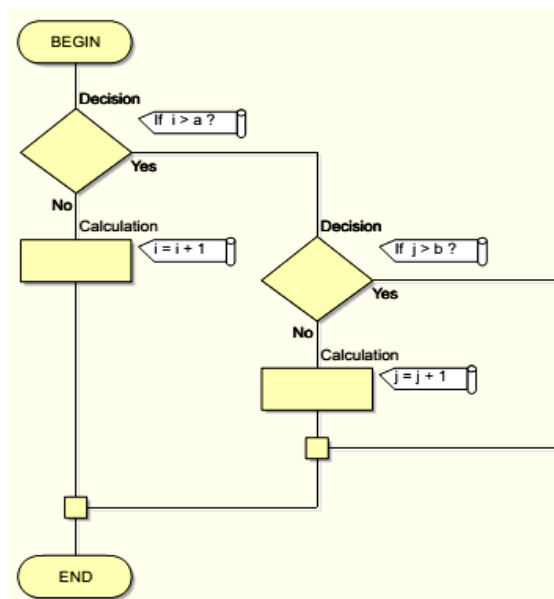 BEGIN
Decision
If i > a ?
Yes
No
Calculation
i = i + 1
Decision
If j > b ?
Yes
No
Calculation
j = j + 1
END